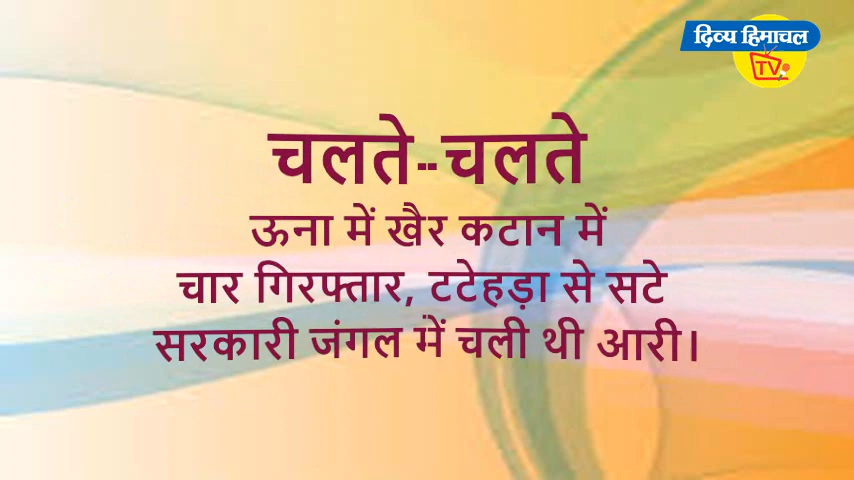 दिव्य हिमाचल
TV
चलते-चलते
ऊना में खैर कटान में
चार गिरफ्तार, टटेहड़ा से सटे
सरकारी जंगल में चली थी आरी।